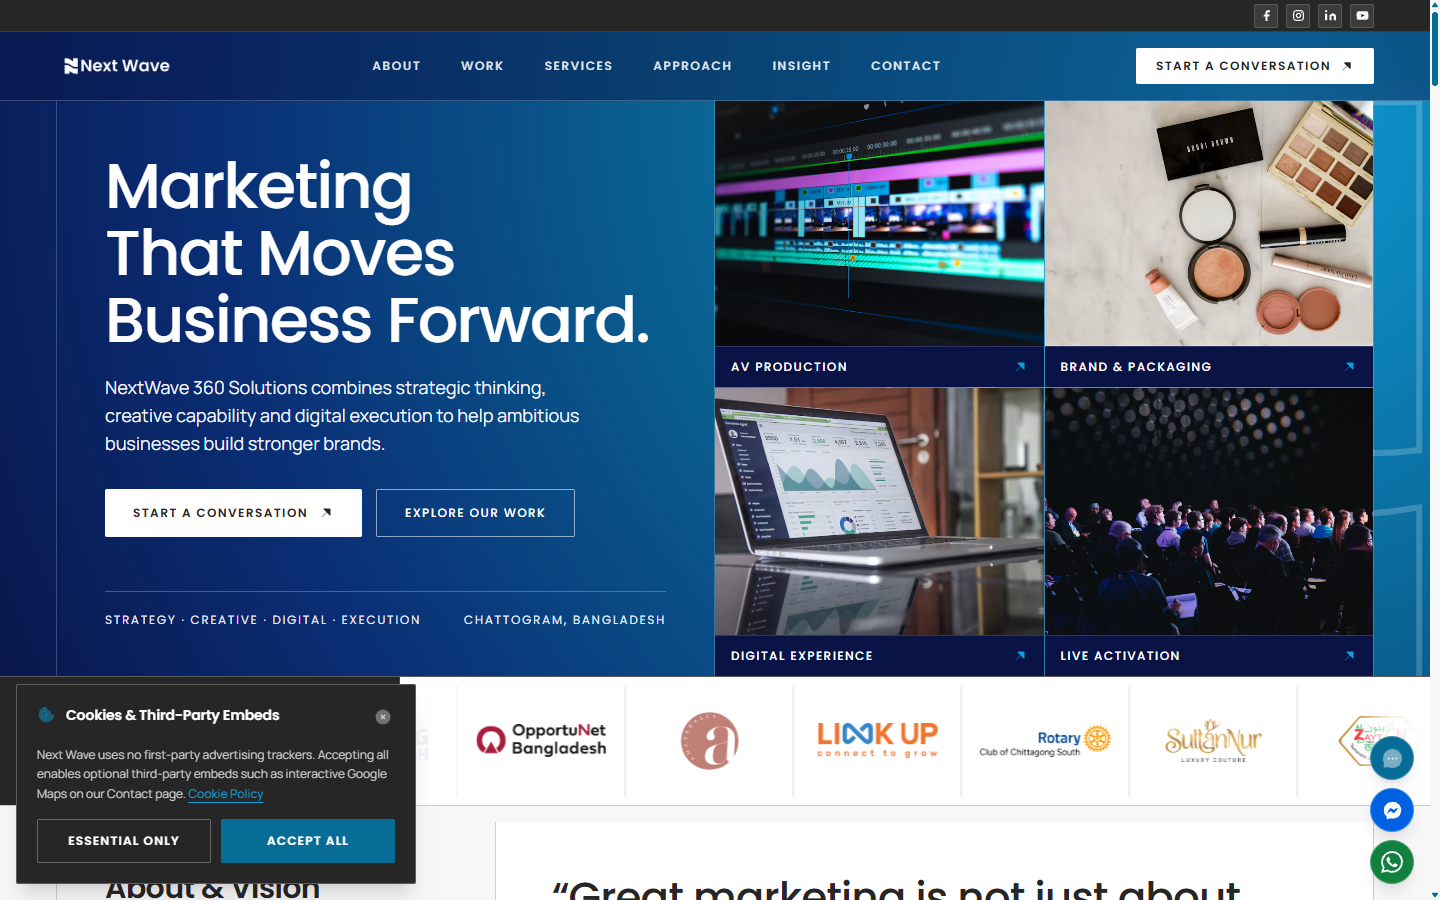 Next Wave
ABOUT
WORK
SERVICES
APPROACH
INSIGHT
CONTACT
START A CONVERSATION
Marketing
That Moves
Business Forward.
NextWave 360 Solutions combines strategic thinking,
creative capability and digital execution to help ambitious
businesses build stronger brands.
START A CONVERSATION
EXPLORE OUR WORK
STRATEGY · CREATIVE · DIGITAL · EXECUTION
CHATTOGRAM, BANGLADESH
AV PRODUCTION
BRAND & PACKAGING
DIGITAL EXPERIENCE
LIVE ACTIVATION
OpportuNet
Bangladesh
LINK UP
connect to grow
Rotary
Club of Chittagong South
SultanNur
LUXURY COUTURE
Cookies & Third-Party Embeds
Next Wave uses no first-party advertising trackers. Accepting all
enables optional third-party embeds such as interactive Google
Maps on our Contact page. Cookie Policy
ESSENTIAL ONLY
ACCEPT ALL
About & Vision
“Great marketing is not just about